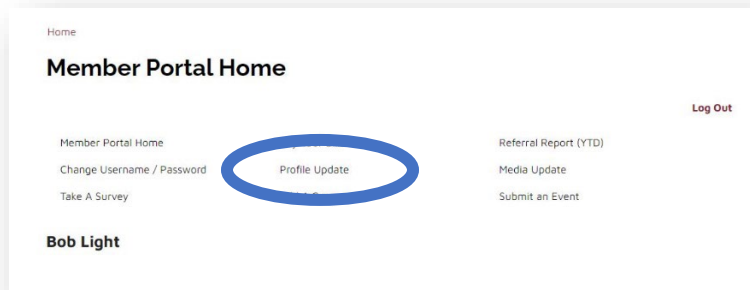 Home
Member Portal Home
Log Out
Member Portal Home Referral Report (YTD)
Change Username / Password Profile Update Media Update
Take A Survey Submit an Event
Bob Light